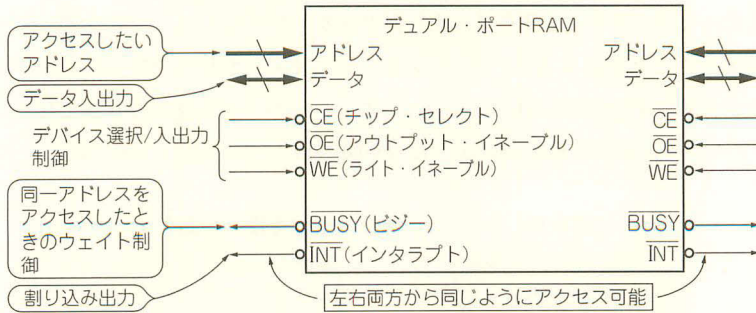 デュアル・ポートRAM
アクセスしたい
アドレス
データ入出力
デバイス選択/入出力
制御
同一アドレスを
アクセスしたと
きのウェイト制
御
割り込み出力
アドレス
データ
CE(チップ・セレクト)
OE(アウトプット・イネーブル)
WE(ライト・イネーブル)
BUSY(ビジー)
INT(インタラプト)
アドレス
データ
CE
OE
WE
BUSY
INT
左右両方から同じようにアクセス可能